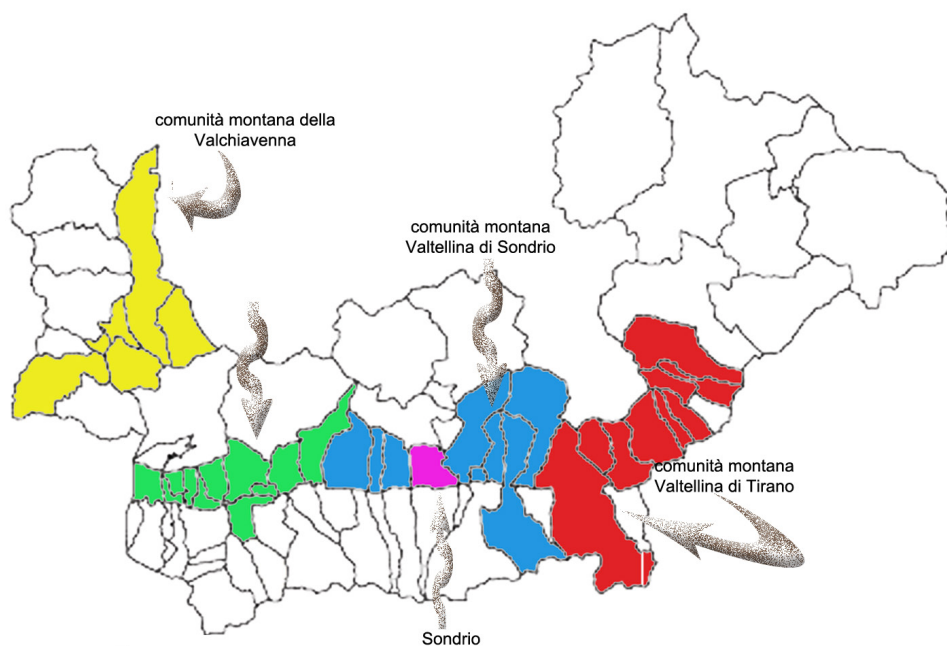 comunità montana della
Valchiavenna
comunità montana
Valtellina di Sondrio
comunità montana
Valtellina di Tirano
Sondrio